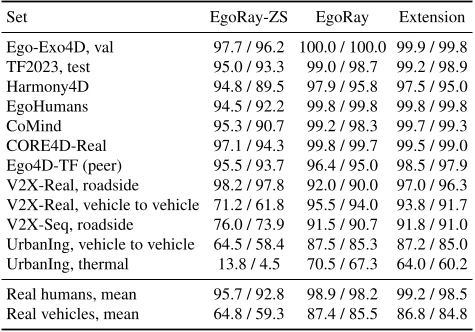 Set EgoRay-ZS EgoRay Extension
Ego-Exo4D, val 97.7 / 96.2 100.0 / 100.0 99.9 / 99.8
TF2023, test 95.0 / 93.3 99.0 / 98.7 99.2 / 98.9
Harmony4D 94.8 / 89.5 97.9 / 95.8 97.5 / 95.0
EgoHumans 94.5 / 92.2 99.8 / 99.8 99.8 / 99.8
CoMind 95.3 / 90.7 99.2 / 98.3 99.7 / 99.3
CORE4D-Real 97.1 / 94.3 99.8 / 99.7 99.5 / 99.0
Ego4D-TF (peer) 95.5 / 93.7 96.4 / 95.0 98.5 / 97.9
V2X-Real, roadside 98.2 / 97.8 92.0 / 90.0 97.0 / 96.3
V2X-Real, vehicle to vehicle 71.2 / 61.8 95.5 / 94.0 93.8 / 91.7
V2X-Seq, roadside 76.0 / 73.9 91.5 / 90.7 91.8 / 91.0
UrbanIng, vehicle to vehicle 64.5 / 58.4 87.5 / 85.3 87.2 / 85.0
UrbanIng, thermal 13.8 / 4.5 70.5 / 67.3 64.0 / 60.2
Real humans, mean 95.7 / 92.8 98.9 / 98.2 99.2 / 98.5
Real vehicles, mean 64.8 / 59.3 87.4 / 85.5 86.8 / 84.8